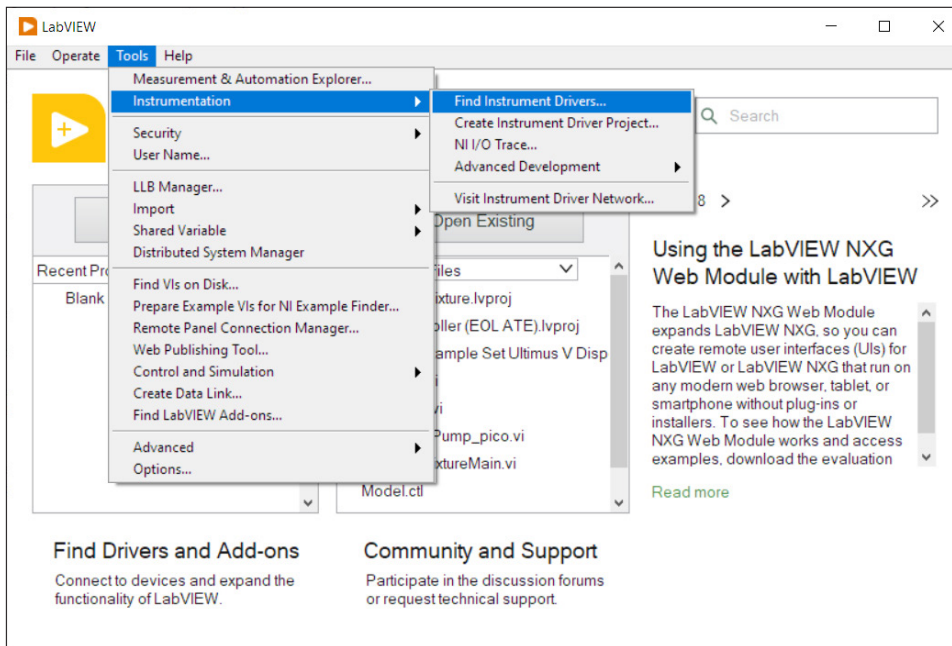 LabVIEW
File Operate Tools Help
Measurement & Automation Explorer...
Instrumentation
Security
User Name...
LLB Manager...
Import
Shared Variable
Distributed System Manager
Find VIs on Disk...
Prepare Example VIs for NI Example Finder...
Remote Panel Connection Manager...
Web Publishing Tool...
Control and Simulation
Create Data Link...
Find LabVIEW Add-ons...
Advanced
Options...
Find Instrument Drivers...
Create Instrument Driver Project...
NI I/O Trace...
Advanced Development
Visit Instrument Driver Network...
Search
8
Open Existing
Recent
Blank
.lvproj
(EOL ATE).lvproj
Set Ultimus V Disp
Pump_pico.vi
Model.ctl
Using the LabVIEW NXG
Web Module with LabVIEW
The LabVIEW NXG Web Module
expands LabVIEW NXG, so you can
create remote user interfaces (UIs) for
LabVIEW or LabVIEW NXG that run on
any modern web browser, tablet, or
smartphone without plug-ins or
installers. To see how the LabVIEW
NXG Web Module works and access
examples, download the evaluation
Read more
Find Drivers and Add-ons
Connect to devices and expand the
functionality of LabVIEW.
Community and Support
Participate in the discussion forums
or request technical support.